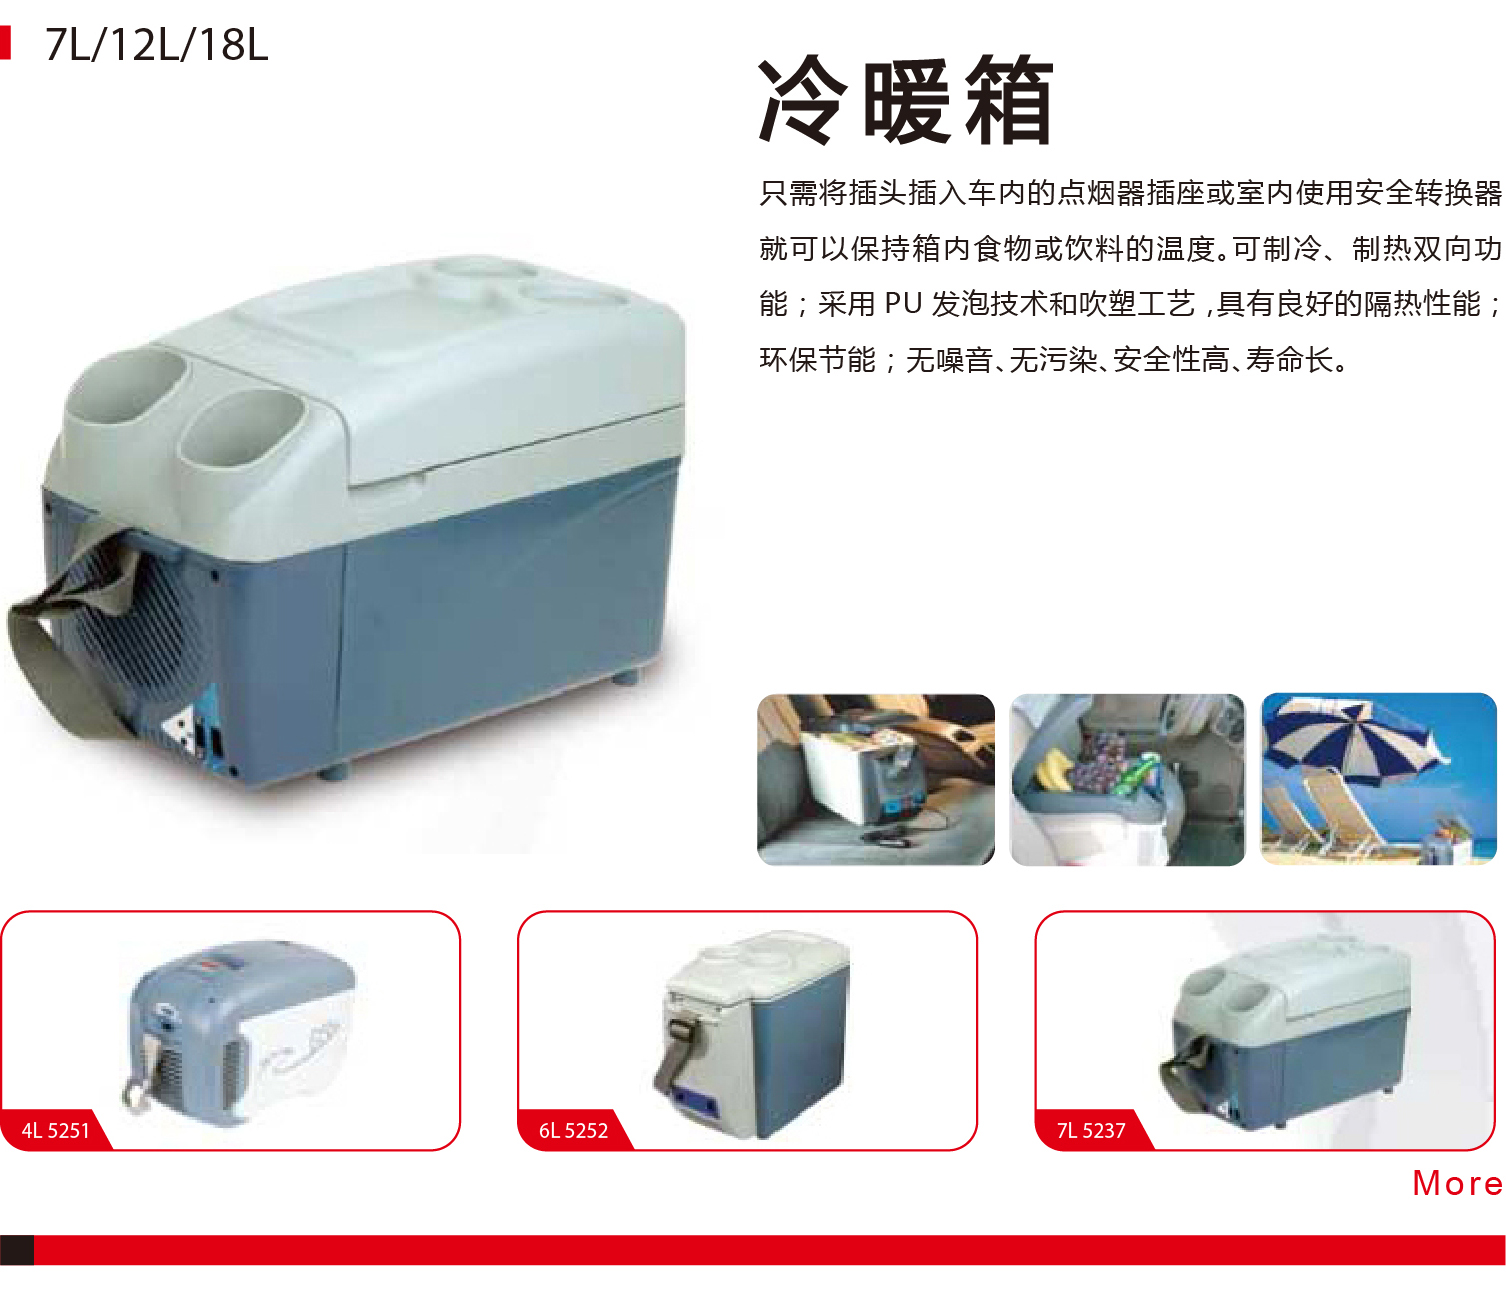 7L/12L/18L
冷暖箱
只需将插头插入车内的点烟器插座或室内使用安全转换器
就可以保持箱内食物或饮料的温度。可制冷、制热双向功
能；采用 PU 发泡技术和吹塑工艺，具有良好的隔热性能；
环保节能；无噪音、无污染、安全性高、寿命长。
4L 5251
6L 5252
7L 5237
More